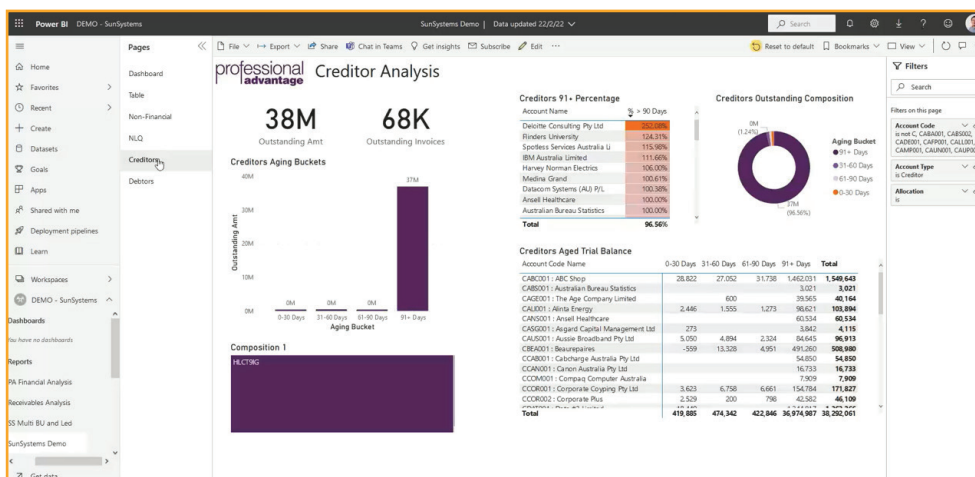 Power BI DEMO - SunSystems
SunSystems Demo | Data updated 22/2/22
Search
Home
Favorites
Recent
Create
Datasets
Goals
Apps
Shared with me
Deployment pipelines
Learn
Workspaces
DEMO - SunSystems
Dashboards
You have no dashboards
Reports
PA Financial Analysis
Receivables Analysis
SS Multi BU and Led
SunSystems Demo
Get data
Pages
Dashboard
Table
Non-Financial
NLQ
Creditors
Debtors
File Export Share Chat in Teams Get insights Subscribe Edit ...
Reset to default Bookmarks View
professional
advantage
Creditor Analysis
38M
Outstanding Amt
68K
Outstanding Invoices
Creditors Aging Buckets
40M
30M
20M
10M
0M
Outstanding Amt
0M 0M 0M 37M
0-30 Days 31-60 Days 61-90 Days 91+ Days
Aging Bucket
Composition 1
HLCT9IG
Creditors 91+ Percentage
Account Name % > 90 Days
Deloitte Consulting Pty Ltd 252.08%
Flinders University 124.31%
Spotless Services Australia Li 115.98%
IBM Australia Limited 111.66%
Harvey Norman Electrics 106.00%
Medina Grand 100.61%
Datacom Systems (AU) P/L 100.38%
Ansell Healthcare 100.00%
Australian Bureau Statistics 100.00%
Total 96.56%
Creditors Outstanding Composition
0M
(1.24%)
37M
(96.56%)
Aging Bucket
91+ Days
31-60 Days
61-90 Days
0-30 Days
Creditors Aged Trial Balance
Account Code Name 0-30 Days 31-60 Days 61-90 Days 91+ Days Total
CABC001 : ABC Shop 28,822 27,052 31,738 1,462,031 1,549,643
CABS001 : Australian Bureau Statistics 3,021 3,021
CAGE001 : The Age Company Limited 600 39,565 40,164
CALI001 : Alinta Energy 2,446 1,555 1,273 98,621 103,894
CANS001 : Ansell Healthcare 60,534 60,534
CASG001 : Asgard Capital Management Ltd 273 3,842 4,115
CAUS001 : Aussie Broadband Pty Ltd 5,050 4,894 2,324 84,645 96,913
CBEA001 : Beaurepaires -559 13,328 4,951 491,260 508,980
CCAB001 : Cabcharge Australia Pty Ltd 54,850 54,850
CCAN001 : Canon Australia Pty Ltd 16,733 16,733
CCOM001 : Compaq Computer Australia 7,909 7,909
CCOR001 : Corporate Coyping Pty Ltd 3,623 6,758 6,661 154,784 171,827
CCOR002 : Corporate Plus 2,529 200 798 42,582 46,109
Total 419,885 474,342 422,846 36,974,987 38,292,061
Filters
Search
Filters on this page
Account Code
is not C, CABA001, CABS002,
CADE001, CAFP001, CALL001,
CAMP001, CAUN001, CAUP00
Account Type
is Creditor
Allocation
is